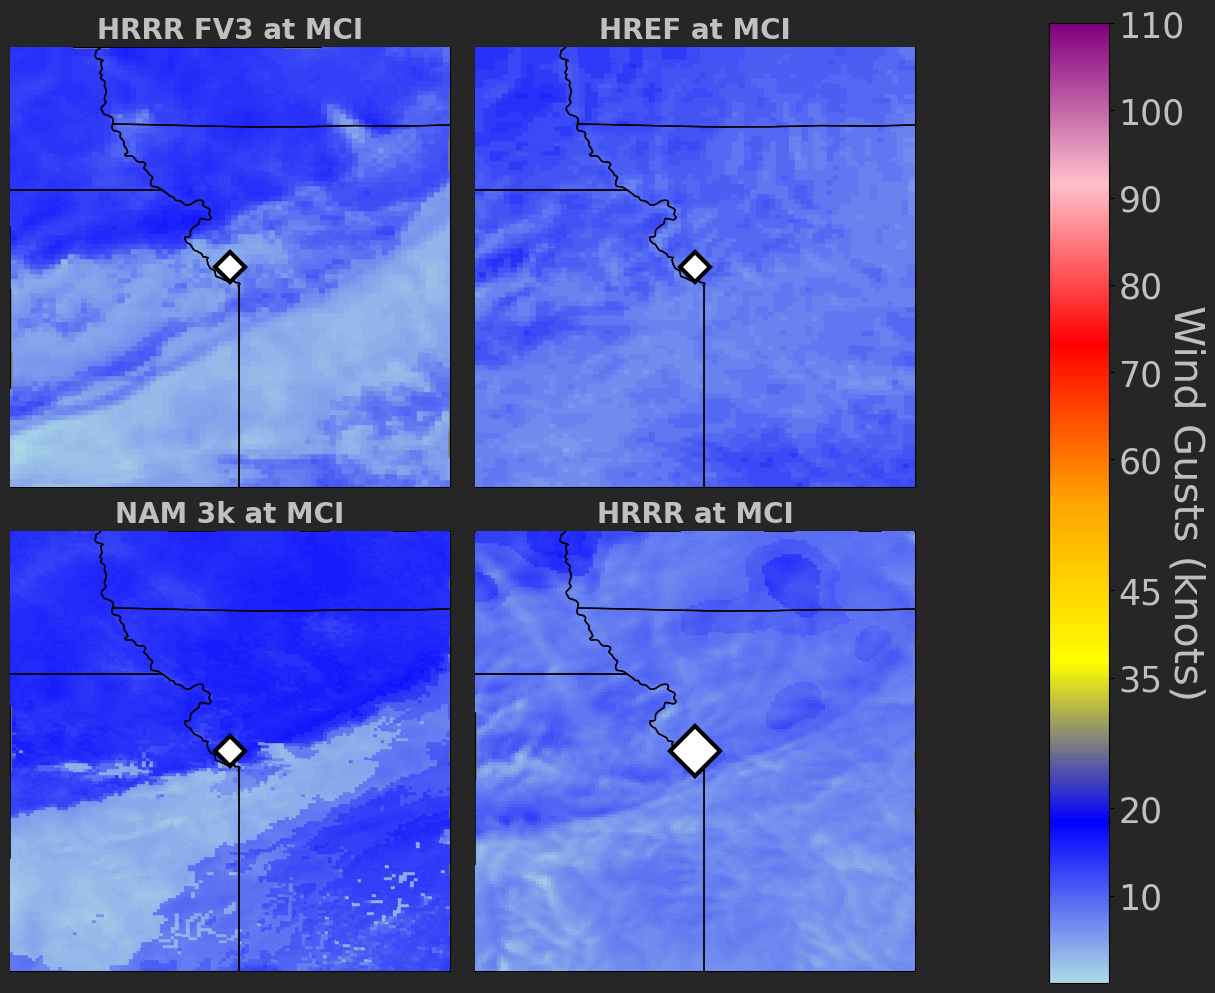 HRRR FV3 at MCI
HREF at MCI
NAM 3k at MCI
HRRR at MCI
110
100
90
80
70
60
45
35
20
10
Wind Gusts (knots)